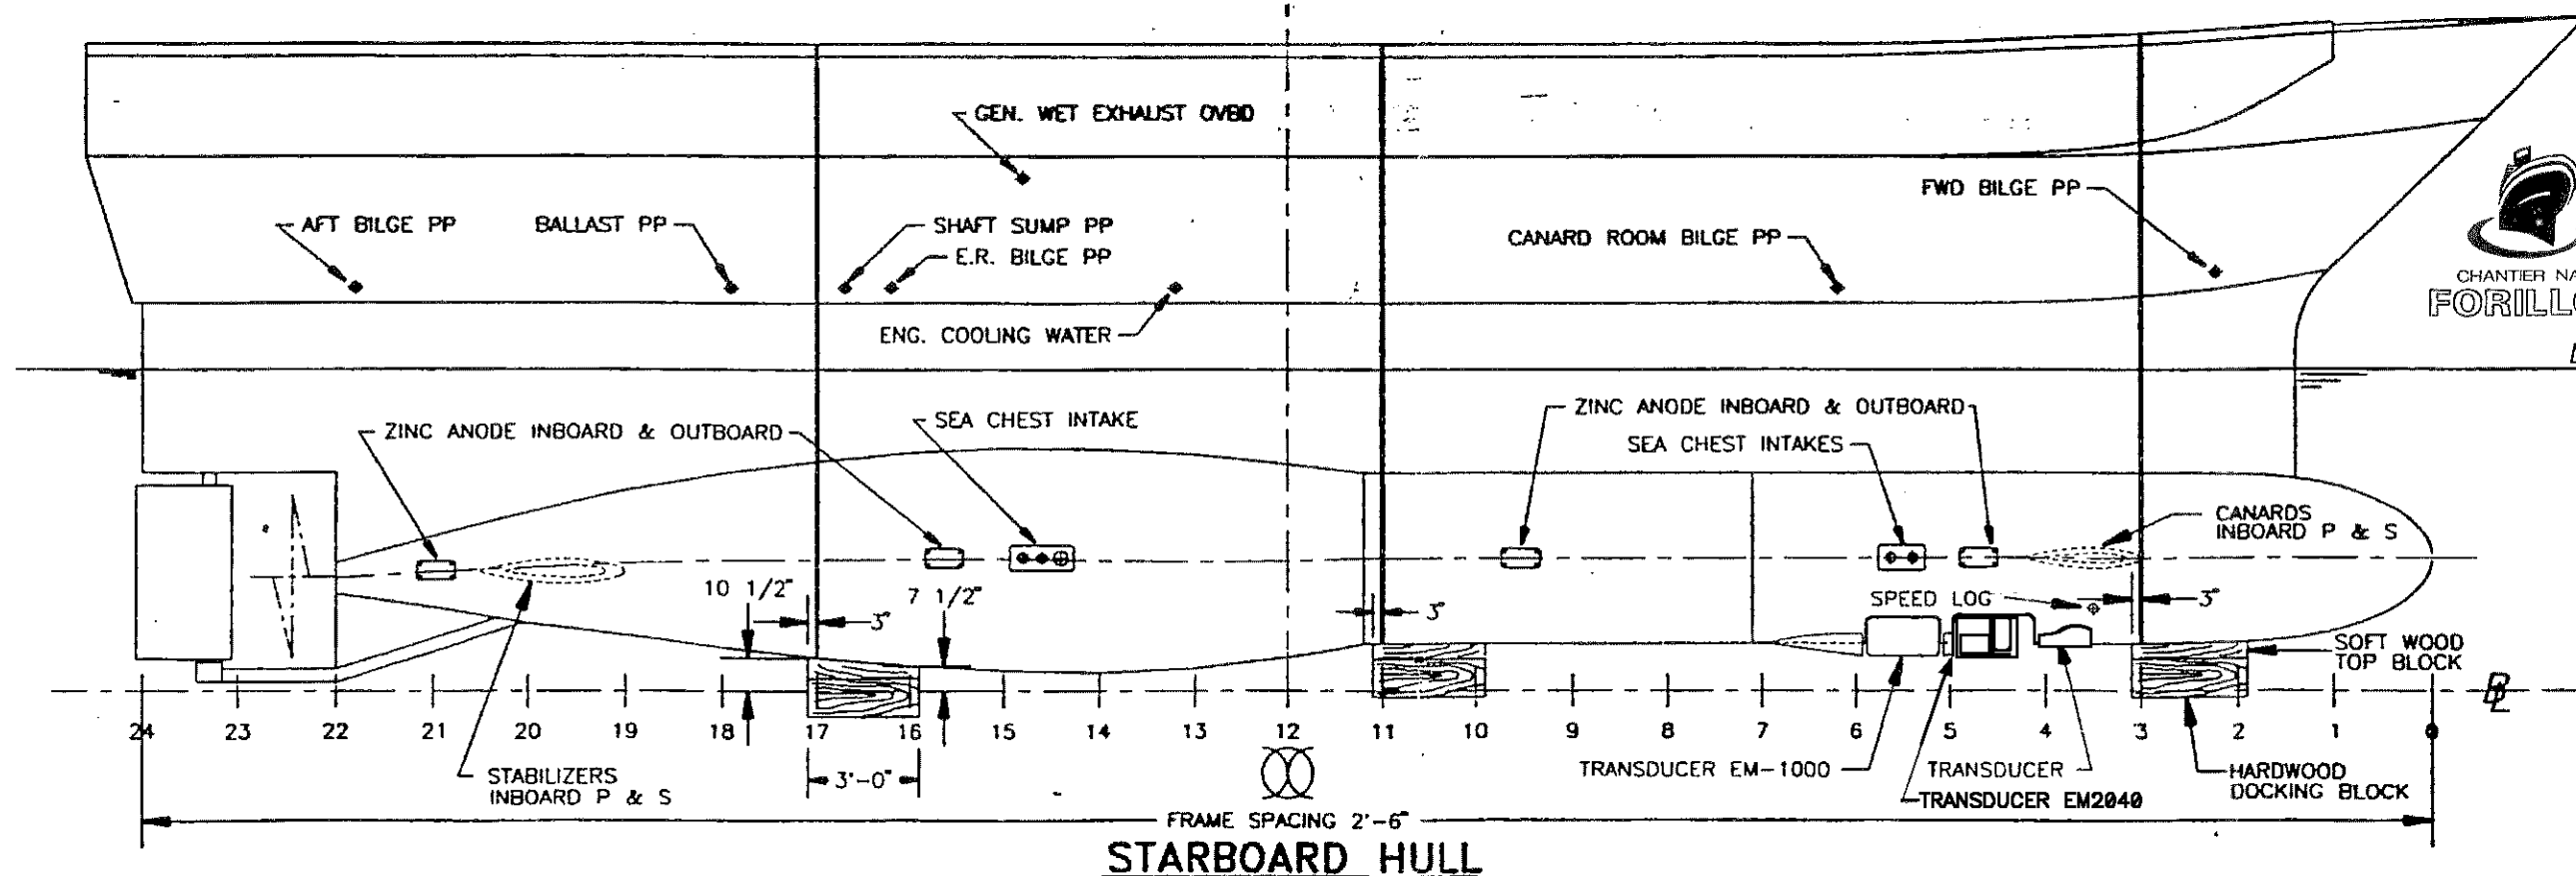 GEN. WET EXHAUST OVBD
FWD BILGE PP
AFT BILGE PP
BALLAST PP
SHAFT SUMP PP
E.R. BILGE PP
CANARD ROOM BILGE PP
CHANTIER NA
FORILLO
ENG. COOLING WATER
ZINC ANODE INBOARD & OUTBOARD
SEA CHEST INTAKE
ZINC ANODE INBOARD & OUTBOARD
SEA CHEST INTAKES
CANARDS
INBOARD P & S
10 1/2"
7 1/2"
3"
3"
SPEED LOG
3"
SOFT WOOD
TOP BLOCK
24 23 22 21 20 19 18 17 16 15 14 13 12 11 10 9 8 7 6 5 4 3 2 1 0
BL
STABILIZERS
INBOARD P & S
3'-0"
TRANSDUCER EM-1000
TRANSDUCER
TRANSDUCER EM2040
HARDWOOD
DOCKING BLOCK
FRAME SPACING 2'-6"
STARBOARD HULL